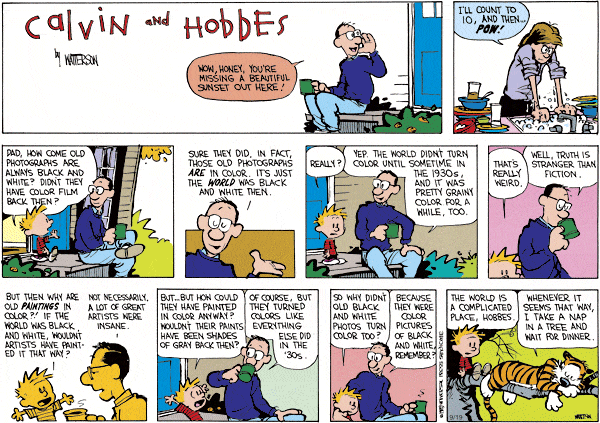 CALVIN AND HOBBES
by WATTERSON
WOW, HONEY, YOU'RE
MISSING A BEAUTIFUL
SUNSET OUT HERE!
I'LL COUNT TO
10, AND THEN...
POW!
DAD, HOW COME OLD
PHOTOGRAPHS ARE
ALWAYS BLACK AND
WHITE? DIDN'T THEY
HAVE COLOR FILM
BACK THEN?
SURE THEY DID. IN FACT,
THOSE OLD PHOTOGRAPHS
ARE IN COLOR. IT'S JUST
THE WORLD WAS BLACK
AND WHITE THEN.
REALLY?
YEP. THE WORLD DIDN'T TURN
COLOR UNTIL SOMETIME IN
THE 1930s,
AND IT WAS
PRETTY GRAINY
COLOR FOR A
WHILE, TOO.
THAT'S
REALLY
WEIRD.
WELL, TRUTH IS
STRANGER THAN
FICTION.
BUT THEN WHY ARE
OLD PAINTINGS IN
COLOR?! IF THE
WORLD WAS BLACK
AND WHITE, WOULDN'T
ARTISTS HAVE PAINT-
ED IT THAT WAY?
NOT NECESSARILY.
A LOT OF GREAT
ARTISTS WERE
INSANE.
BUT...BUT HOW COULD
THEY HAVE PAINTED
IN COLOR ANYWAY?
WOULDN'T THEIR PAINTS
HAVE BEEN SHADES
OF GRAY BACK THEN?
OF COURSE, BUT
THEY TURNED
COLORS LIKE
EVERYTHING
ELSE DID
IN THE
'30s.
SO WHY DIDN'T
OLD BLACK
AND WHITE
PHOTOS TURN
COLOR TOO?
BECAUSE
THEY WERE
COLOR
PICTURES
OF BLACK
AND WHITE,
REMEMBER?
THE WORLD IS
A COMPLICATED
PLACE, HOBBES.
WHENEVER IT
SEEMS THAT WAY,
I TAKE A NAP
IN A TREE AND
WAIT FOR DINNER.
9/19
WATTERSON